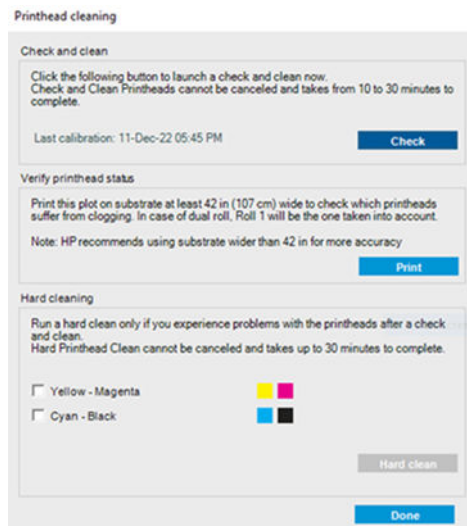 Printhead cleaning
Check and clean
Click the following button to launch a check and clean now.
Check and Clean Printheads cannot be canceled and takes from 10 to 30 minutes to
complete.
Last calibration: 11-Dec-22 05:45 PM
Check
Verify printhead status
Print this plot on substrate at least 42 in (107 cm) wide to check which printheads
suffer from clogging. In case of dual roll, Roll 1 will be the one taken into account.
Note: HP recommends using substrate wider than 42 in for more accuracy
Print
Hard cleaning
Run a hard clean only if you experience problems with the printheads after a check
and clean.
Hard Printhead Clean cannot be canceled and takes up to 30 minutes to complete.
Yellow - Magenta
Cyan - Black
Hard clean
Done